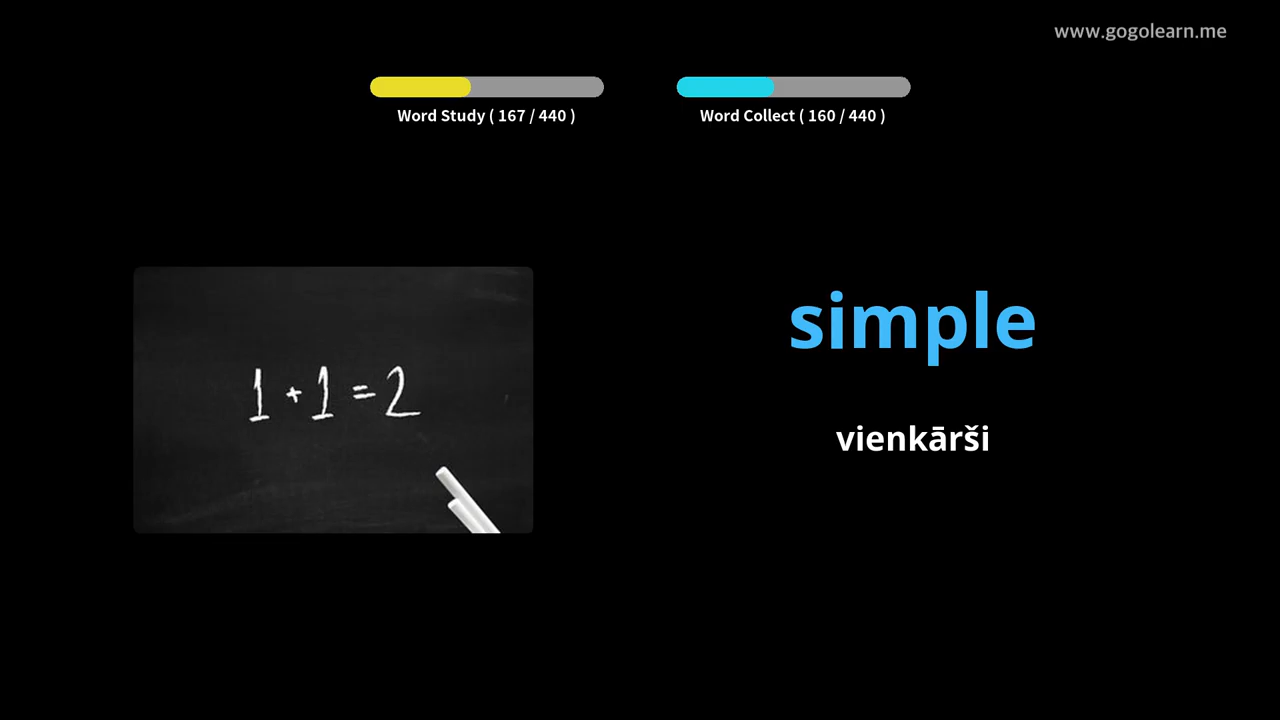 www.gogolearn.me
Word Study ( 167 / 440 )
Word Collect ( 160 / 440 )
1 + 1 = 2
simple
vienkārši